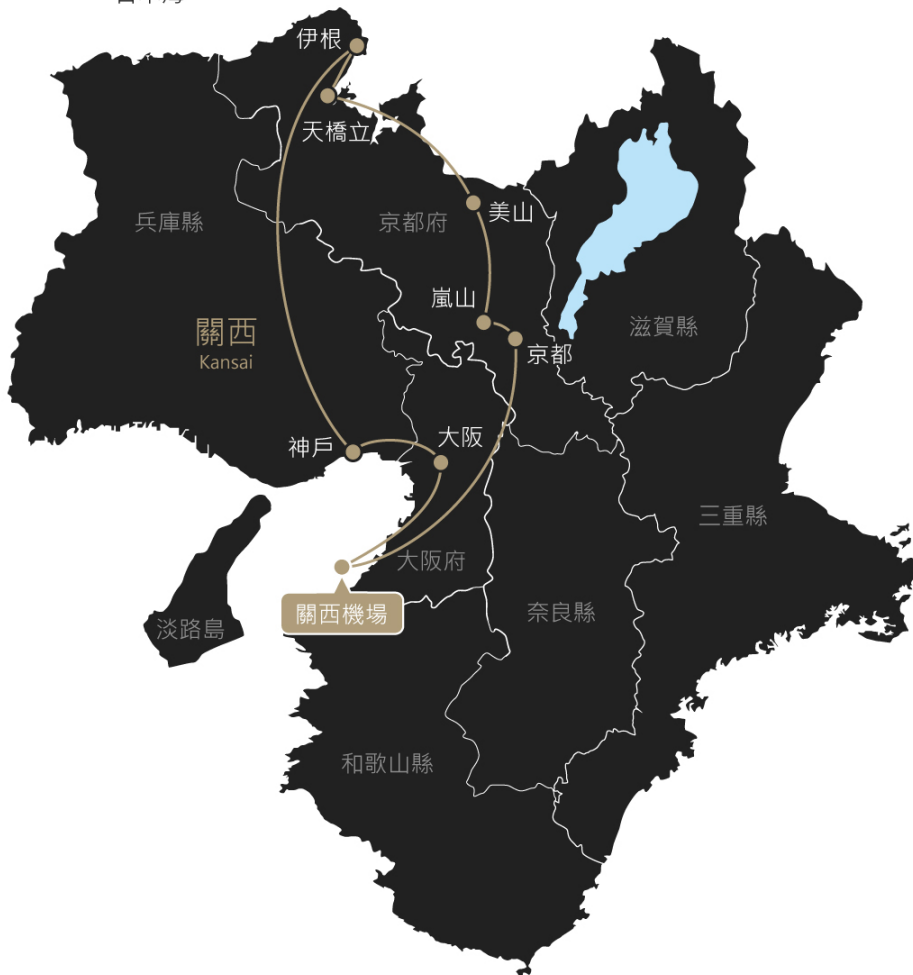 伊根
天橋立
美山
兵庫縣
京都府
嵐山
滋賀縣
關西
Kansai
京都
神戶
大阪
三重縣
大阪府
關西機場
奈良縣
淡路島
和歌山縣